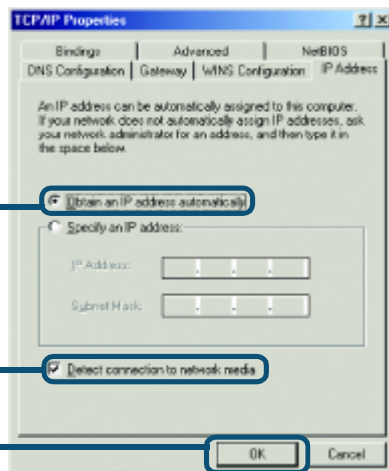 TCP/IP Properties
Bindings Advanced NetBIOS
DNS Configuration Gateway WINS Configuration IP Address
An IP address can be automatically assigned to this computer.
If your network does not automatically assign IP addresses, ask
your network administrator for an address, and then type it in
the space below.
Obtain an IP address automatically
Specify an IP address:
IP Address:
Subnet Mask:
Detect connection to network media
OK Cancel